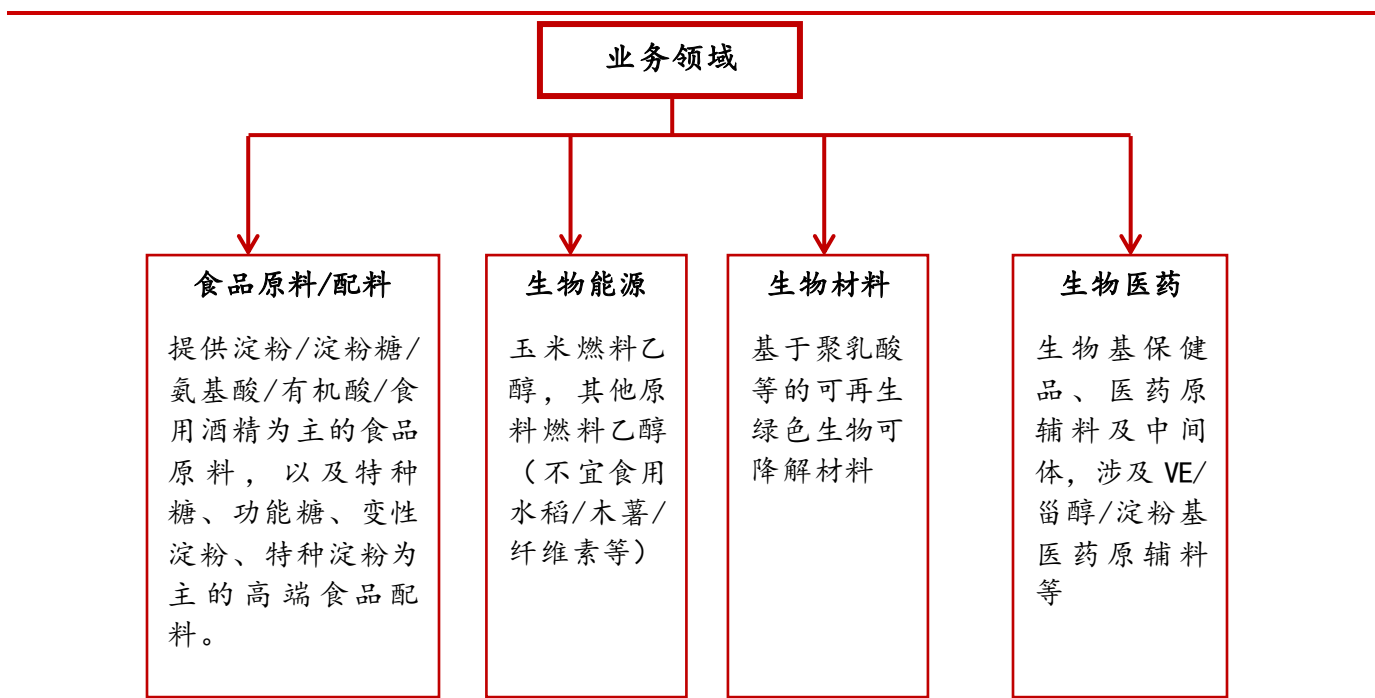 业务领域
食品原料/配料
提供淀粉/淀粉糖/
氨基酸/有机酸/食
用酒精为主的食品
原料，以及特种
糖、功能糖、变性
淀粉、特种淀粉为
主的高端食品配
料。
生物能源
玉米燃料乙
醇，其他原
料燃料乙醇
（不宜食用
水稻/木薯/
纤维素等）
生物材料
基于聚乳酸
等的可再生
绿色生物可
降解材料
生物医药
生物基保健
品、医药原
辅料及中间
体，涉及 VE/
甾醇/淀粉基
医药原辅料
等